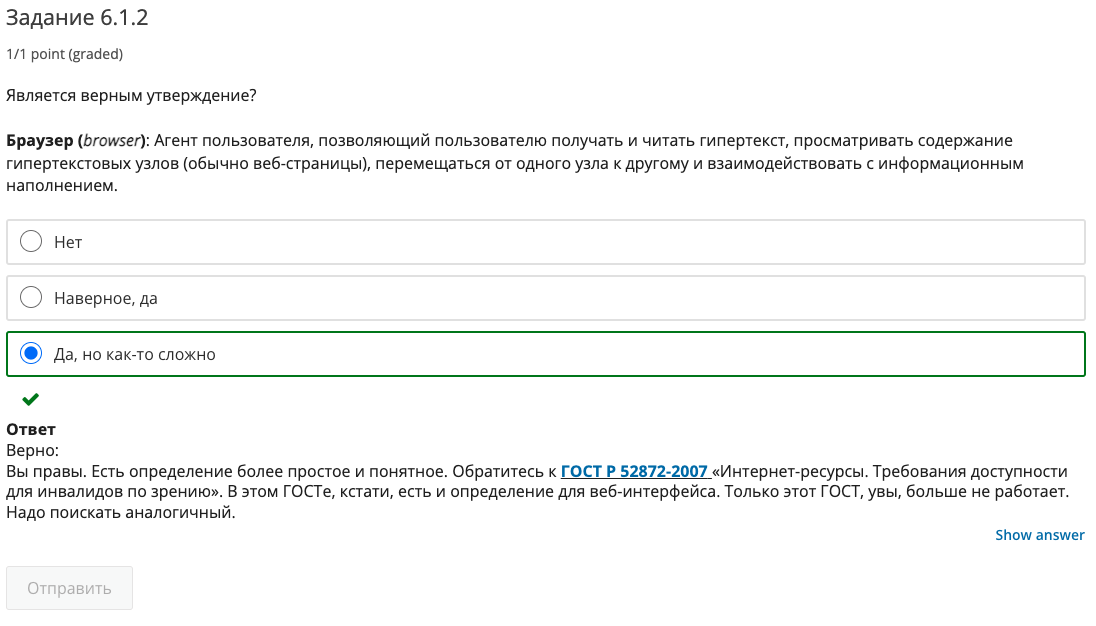 Задание 6.1.2
1/1 point (graded)
Является верным утверждение?
Браузер (browser): Агент пользователя, позволяющий пользователю получать и читать гипертекст, просматривать содержание
гипертекстовых узлов (обычно веб-страницы), перемещаться от одного узла к другому и взаимодействовать с информационным
наполнением.
Нет
Наверное, да
Да, но как-то сложно
Ответ
Верно:
Вы правы. Есть определение более простое и понятное. Обратитесь к ГОСТ Р 52872-2007 «Интернет-ресурсы. Требования доступности
для инвалидов по зрению». В этом ГОСТе, кстати, есть и определение для веб-интерфейса. Только этот ГОСТ, увы, больше не работает.
Надо поискать аналогичный.
Show answer
Отправить